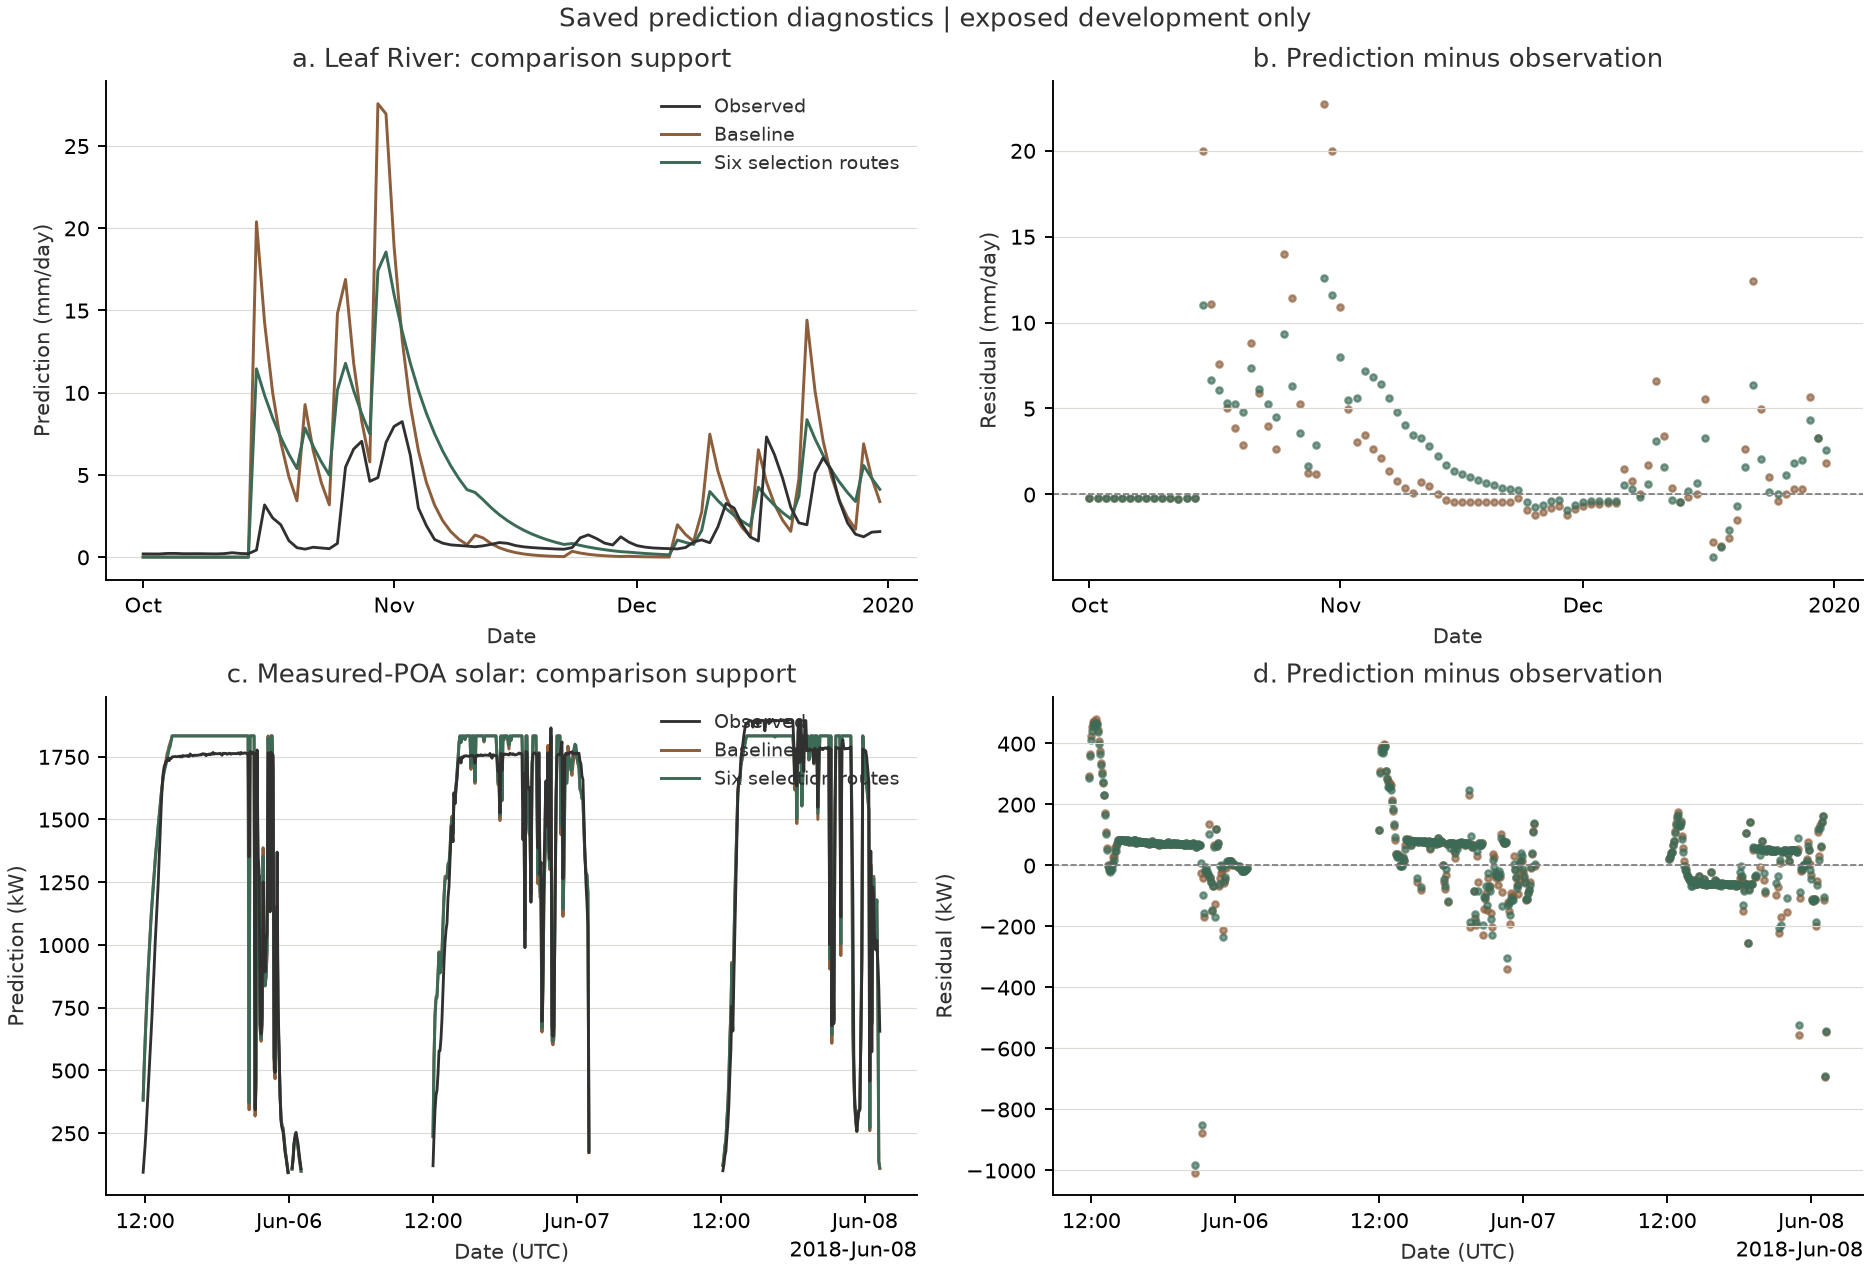 Saved prediction diagnostics | exposed development only
a. Leaf River: comparison support
Prediction (mm/day)
25
20
15
10
5
0
Observed
Baseline
Six selection routes
Oct
Nov
Dec
2020
Date
b. Prediction minus observation
Residual (mm/day)
20
15
10
5
0
Oct
Nov
Dec
2020
Date
c. Measured-POA solar: comparison support
Prediction (kW)
1750
1500
1250
1000
750
500
250
Observed
Baseline
Six selection routes
12:00
Jun-06
12:00
Jun-07
12:00
Jun-08
Date (UTC)
2018-Jun-08
d. Prediction minus observation
Residual (kW)
400
200
0
−200
−400
−600
−800
−1000
12:00
Jun-06
12:00
Jun-07
12:00
Jun-08
Date (UTC)
2018-Jun-08